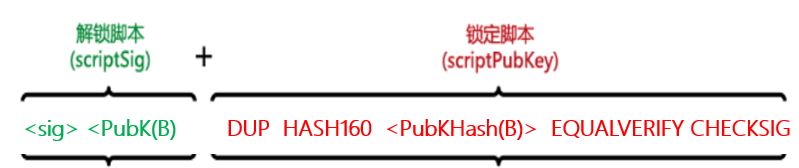 解锁脚本 + 锁定脚本
(scriptSig) (scriptPubKey)
<sig> <PubK(B) DUP HASH160 <PubKHash(B)> EQUALVERIFY CHECKSIG